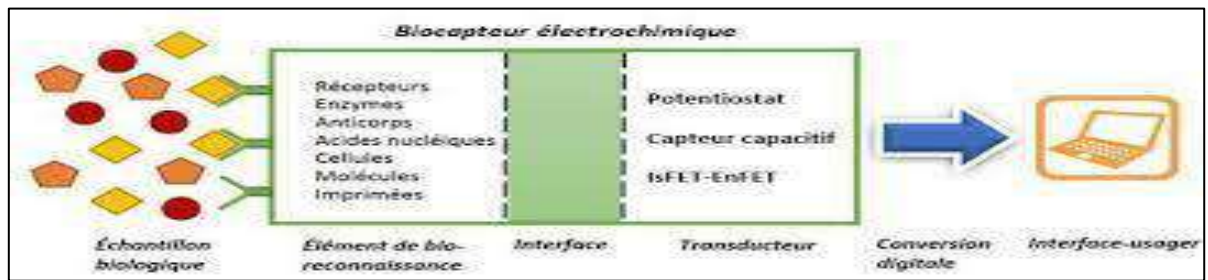 Biocapteur électrochimique
Récepteurs
Enzymes
Anticorps
Acides nucléiques
Cellules
Molécules
Imprimées
Potentiostat
Capteur capacitif
IsFET-EnFET
Échantillon
biologique
Élément de bio-
reconnaissance
Interface
Transducteur
Conversion
digitale
Interface-usager